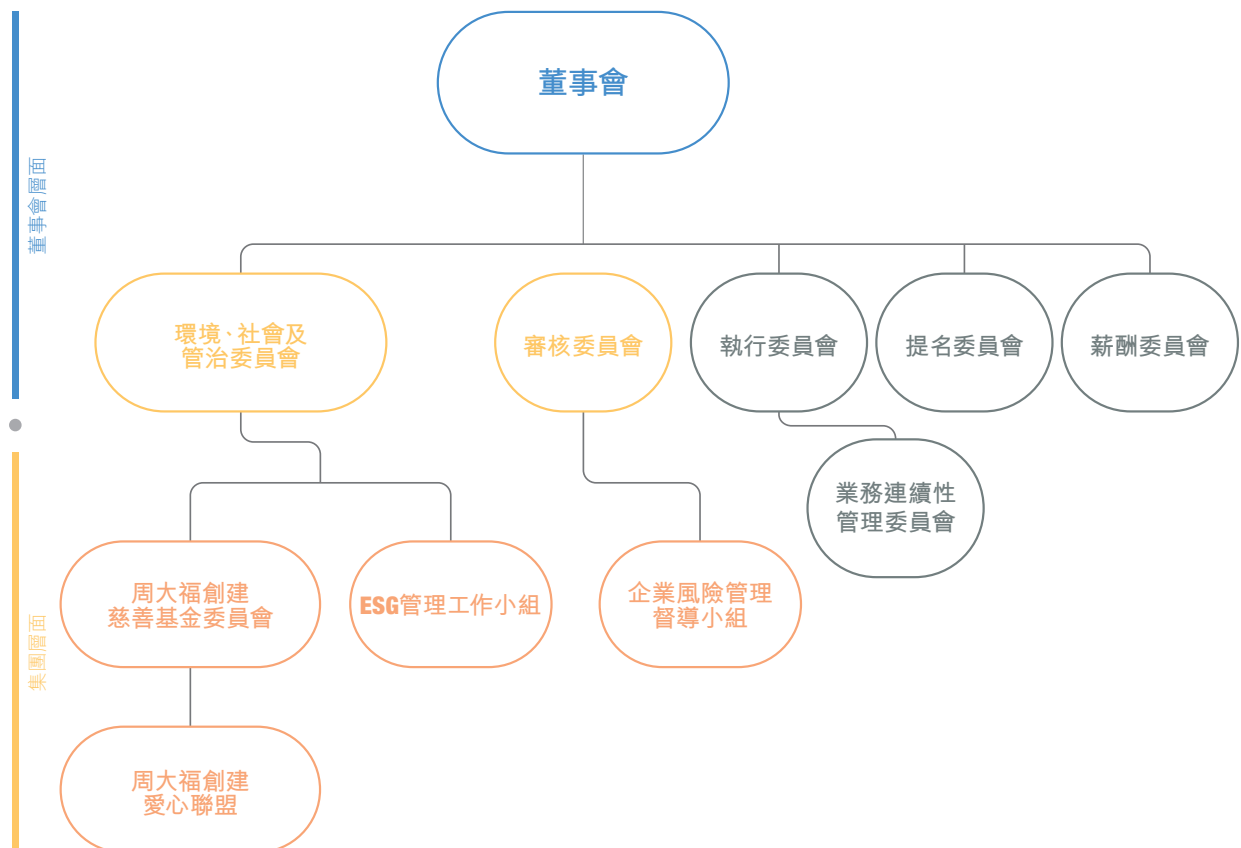 董事會
董事會層面
環境、社會及
管治委員會
審核委員會
執行委員會
提名委員會
薪酬委員會
業務連續性
管理委員會
集團層面
周大福創建
慈善基金委員會
ESG管理工作小組
企業風險管理
督導小組
周大福創建
愛心聯盟